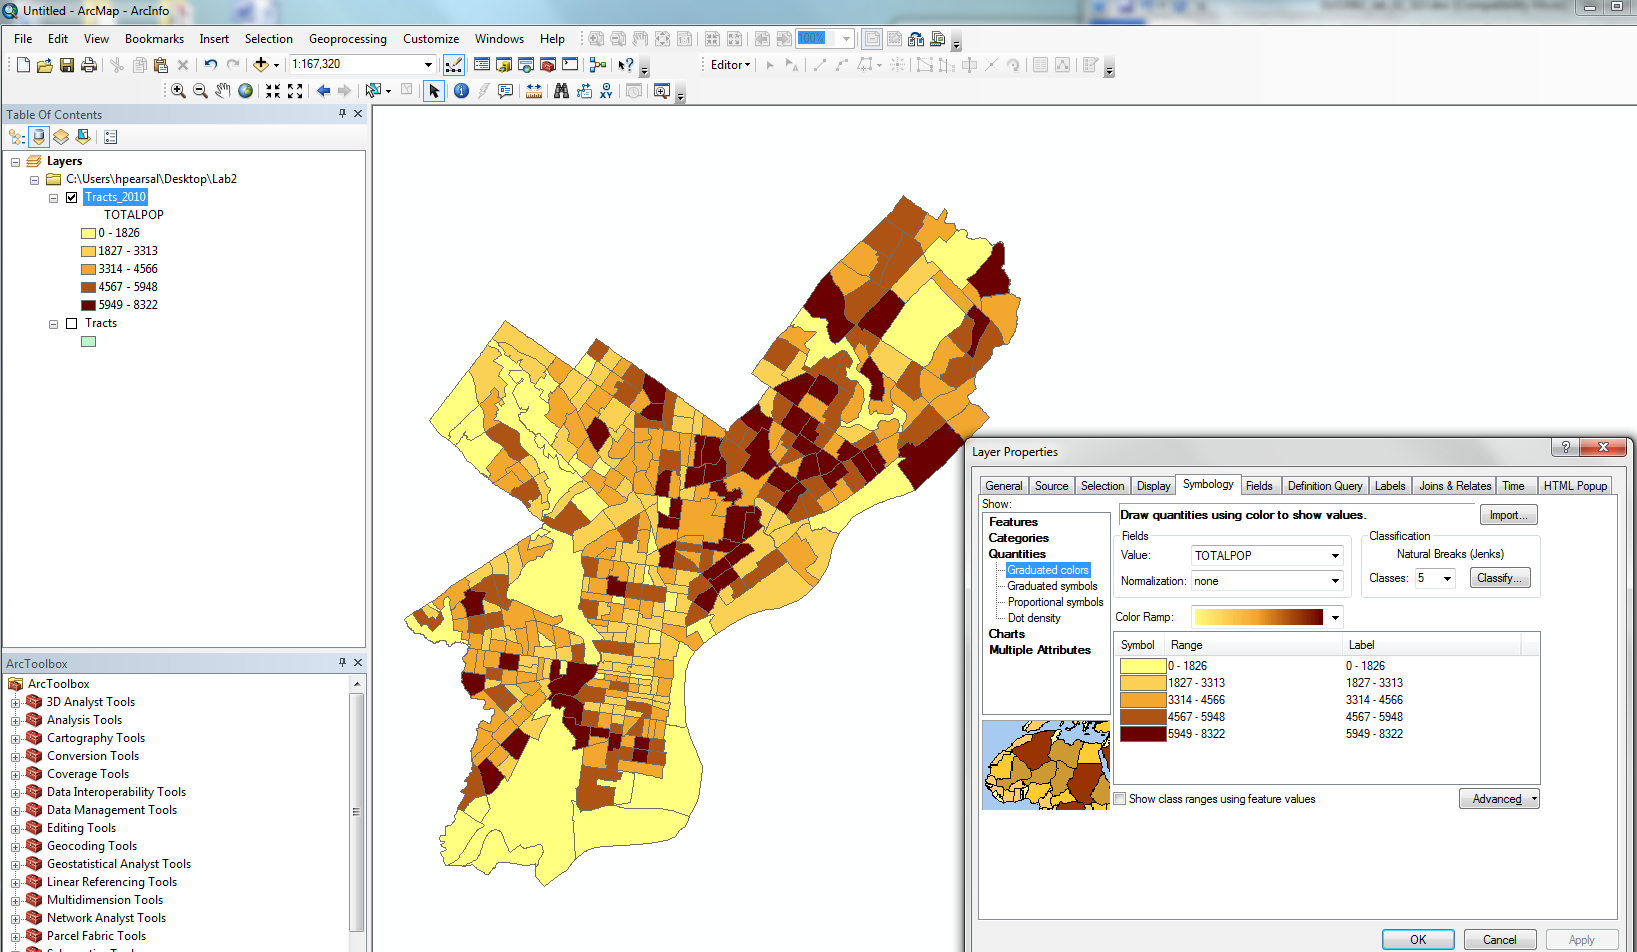 Untitled - ArcMap - ArcInfo
File Edit View Bookmarks Insert Selection Geoprocessing Customize Windows Help
100%
1:167,320
Editor
Table Of Contents
Layers
C:\Users\hpearsal\Desktop\Lab2
Tracts_2010
TOTALPOP
0 - 1826
1827 - 3313
3314 - 4566
4567 - 5948
5949 - 8322
Tracts
ArcToolbox
ArcToolbox
3D Analyst Tools
Analysis Tools
Cartography Tools
Conversion Tools
Coverage Tools
Data Interoperability Tools
Data Management Tools
Editing Tools
Geocoding Tools
Geostatistical Analyst Tools
Linear Referencing Tools
Multidimension Tools
Network Analyst Tools
Parcel Fabric Tools
Layer Properties
General Source Selection Display Symbology Fields Definition Query Labels Joins & Relates Time HTML Popup
Show:
Features
Categories
Quantities
Graduated colors
Graduated symbols
Proportional symbols
Dot density
Charts
Multiple Attributes
Draw quantities using color to show values.
Import...
Fields
Value: TOTALPOP
Normalization: none
Classification
Natural Breaks (Jenks)
Classes: 5
Classify...
Color Ramp:
Symbol Range Label
0 - 1826 0 - 1826
1827 - 3313 1827 - 3313
3314 - 4566 3314 - 4566
4567 - 5948 4567 - 5948
5949 - 8322 5949 - 8322
Show class ranges using feature values
Advanced
OK Cancel Apply